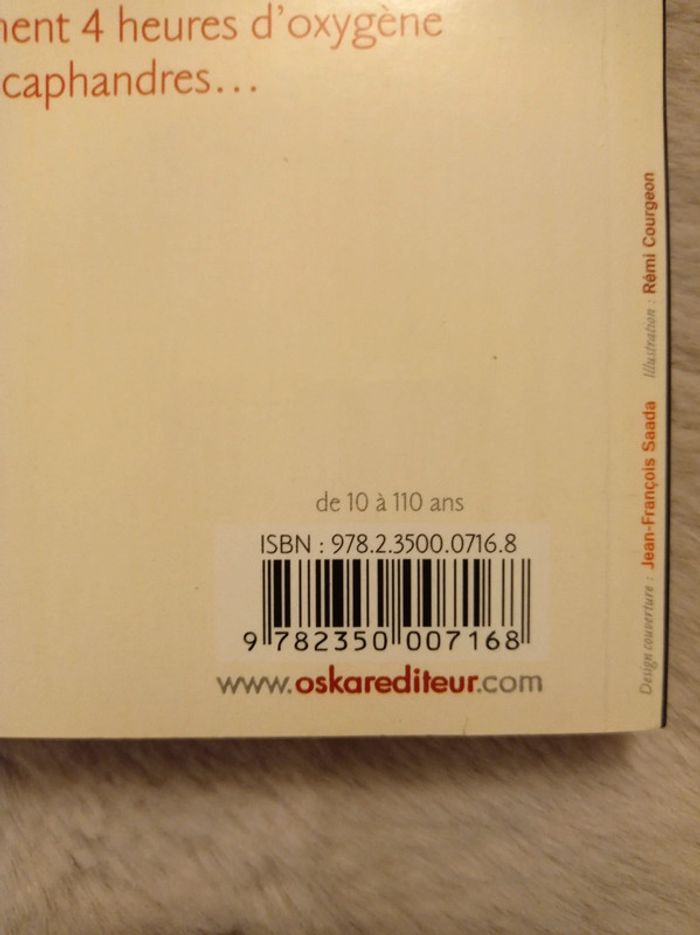 ment 4 heures d'oxygène
caphandres...
de 10 à 110 ans
ISBN : 978.2.3500.0716.8
9 782350 007168
www.oskarediteur.com
Design couverture : Jean-François Saada Illustration : Rémi Courgeon